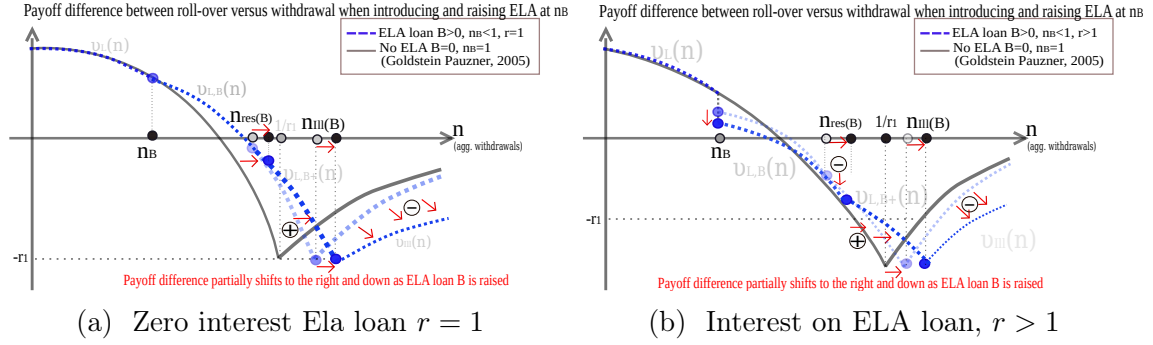 Payoff difference between roll-over versus withdrawal when introducing and raising ELA at nB
ELA loan B>0, nB<1, r=1
No ELA B=0, nB=1
(Goldstein Pauzner, 2005)
υL(n)
υL,B(n)
nres(B)
1/r1
nIII(B)
n
(agg. withdrawals)
nB
υL,B+(n)
+
−
υIII(n)
-r1
Payoff difference partially shifts to the right and down as ELA loan B is raised
(a) Zero interest Ela loan r = 1
Payoff difference between roll-over versus withdrawal when introducing and raising ELA at nB
ELA loan B>0, nB<1, r>1
No ELA B=0, nB=1
(Goldstein Pauzner, 2005)
υL(n)
nres(B)
1/r1
nIII(B)
n
(agg. withdrawals)
nB
υL,B(n)
−
υL,B+(n)
−
-r1
+
υIII(n)
Payoff difference partially shifts to the right and down as ELA loan B is raised
(b) Interest on ELA loan, r > 1